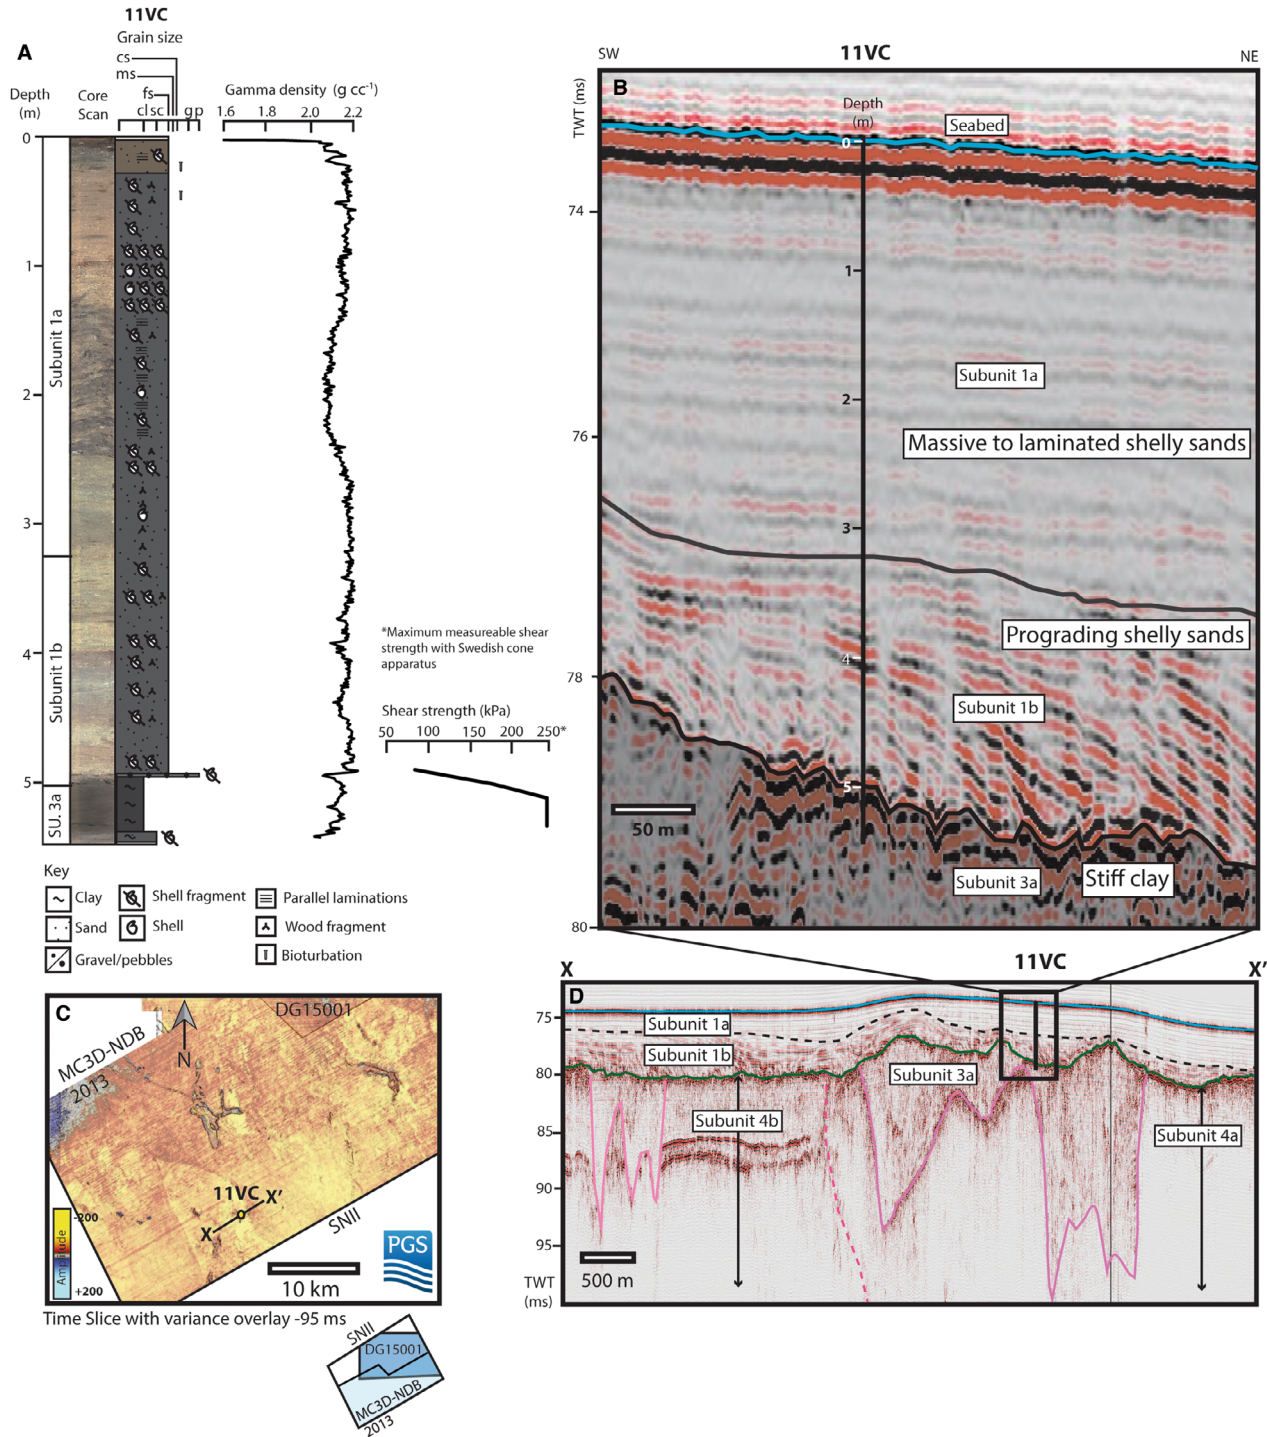 11VC
A
Grain size
cs
ms
fs
cl sc g p
Depth
(m)
Core
Scan
Gamma density (g cc⁻¹)
1.6 1.8 2.0 2.2
0
1
2
3
4
5
Subunit 1a
Subunit 1b
SU. 3a
*Maximum measureable shear
strength with Swedish cone
apparatus
Shear strength (kPa)
50 100 150 200 250*
Key
Clay
Shell fragment
Parallel laminations
Sand
Shell
Wood fragment
Gravel/pebbles
Bioturbation
SW
11VC
NE
B
TWT (ms)
Depth
(m)
Seabed
0
74
1
Subunit 1a
2
76
Massive to laminated shelly sands
3
Prograding shelly sands
4
78
Subunit 1b
5
50 m
Subunit 3a
Stiff clay
80
C
DG15001
MC3D-NDB
2013
N
11VC
X
X'
SNII
-200
Amplitude
+200
10 km
PGS
Time Slice with variance overlay -95 ms
SNII
DG15001
MC3D-NDB
2013
X
11VC
X'
D
75
Subunit 1a
Subunit 1b
80
Subunit 3a
Subunit 4b
85
Subunit 4a
90
95
500 m
TWT
(ms)